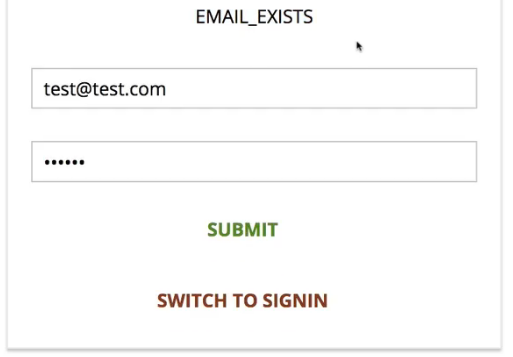 EMAIL_EXISTS
test@test.com
••••••
SUBMIT
SWITCH TO SIGNIN